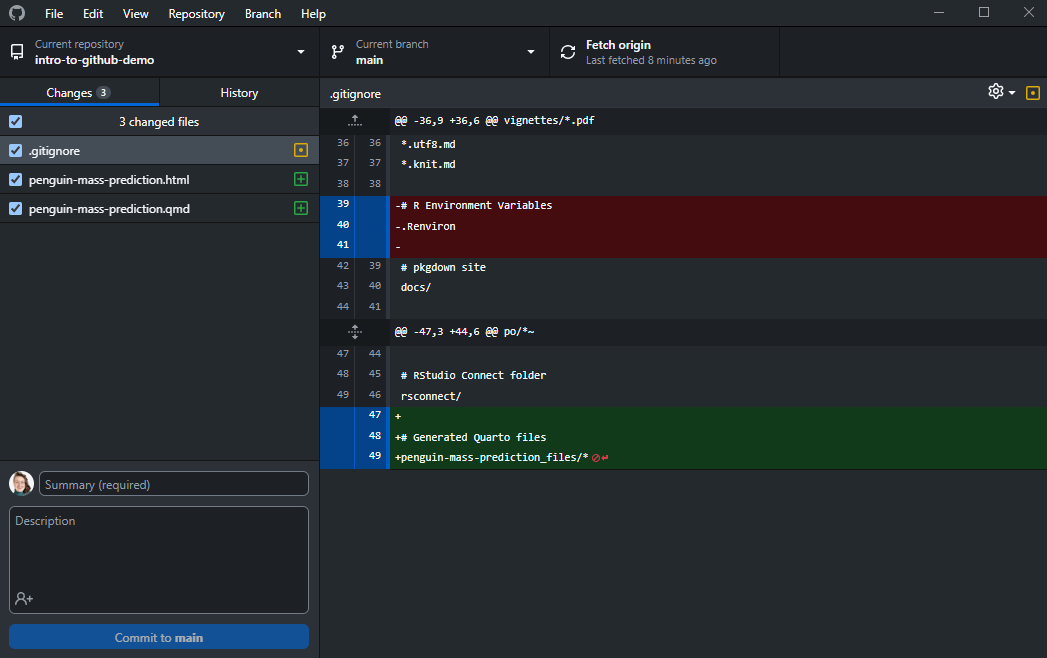 File Edit View Repository Branch Help
Current repository
intro-to-github-demo
Current branch
main
Fetch origin
Last fetched 8 minutes ago
Changes 3
History
3 changed files
.gitignore
penguin-mass-prediction.html
penguin-mass-prediction.qmd
Summary (required)
Description
Commit to main
.gitignore
@@ -36,9 +36,6 @@ vignettes/*.pdf
36 36 *.utf8.md
37 37 *.knit.md
38 38
39 -# R Environment Variables
40 -.Renviron
41 -
42 39 # pkgdown site
43 40 docs/
44 41
@@ -47,3 +44,6 @@ po/*~
47 44
48 45 # RStudio Connect folder
49 46 rsconnect/
47 +
48 +# Generated Quarto files
49 +penguin-mass-prediction_files/*